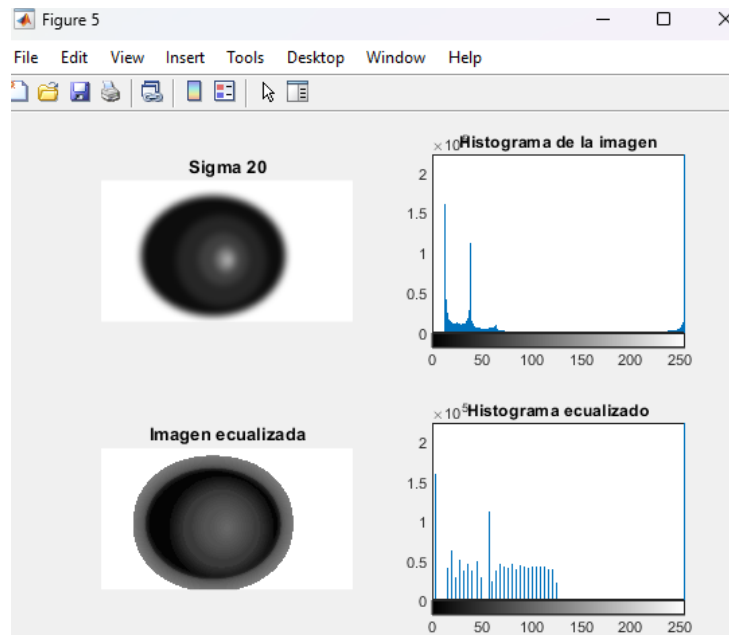 Figure 5
File Edit View Insert Tools Desktop Window Help
Sigma 20
Histograma de la imagen
×10
2
1.5
1
0.5
0
0 50 100 150 200 250
Imagen ecualizada
×10⁵
Histograma ecualizado
2
1.5
1
0.5
0
0 50 100 150 200 250